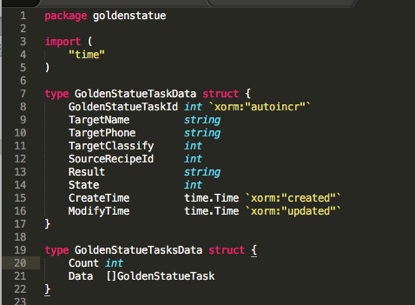 1 package goldenstatue
2
3 import (
4     "time"
5 )
6
7 type GoldenStatueTaskData struct {
8     GoldenStatueTaskId int `xorm:"autoincr"`
9     TargetName         string
10     TargetPhone        string
11     TargetClassify     int
12     SourceRecipeId     int
13     Result             string
14     State              int
15     CreateTime         time.Time `xorm:"created"`
16     ModifyTime         time.Time `xorm:"updated"`
17 }
18
19 type GoldenStatueTasksData struct {
20     Count int
21     Data  []GoldenStatueTask
22 }
23